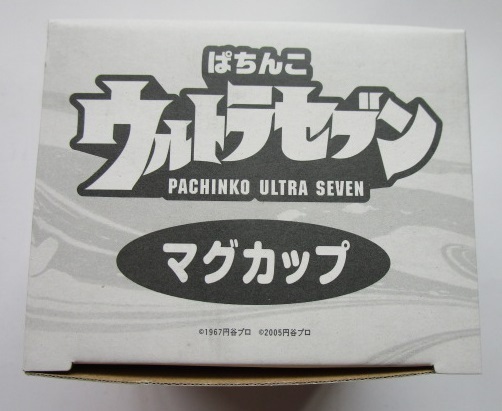 ぱちんこ
ウルトラセブン
PACHINKO ULTRA SEVEN
マグカップ
©1967円谷プロ ©2005円谷プロ